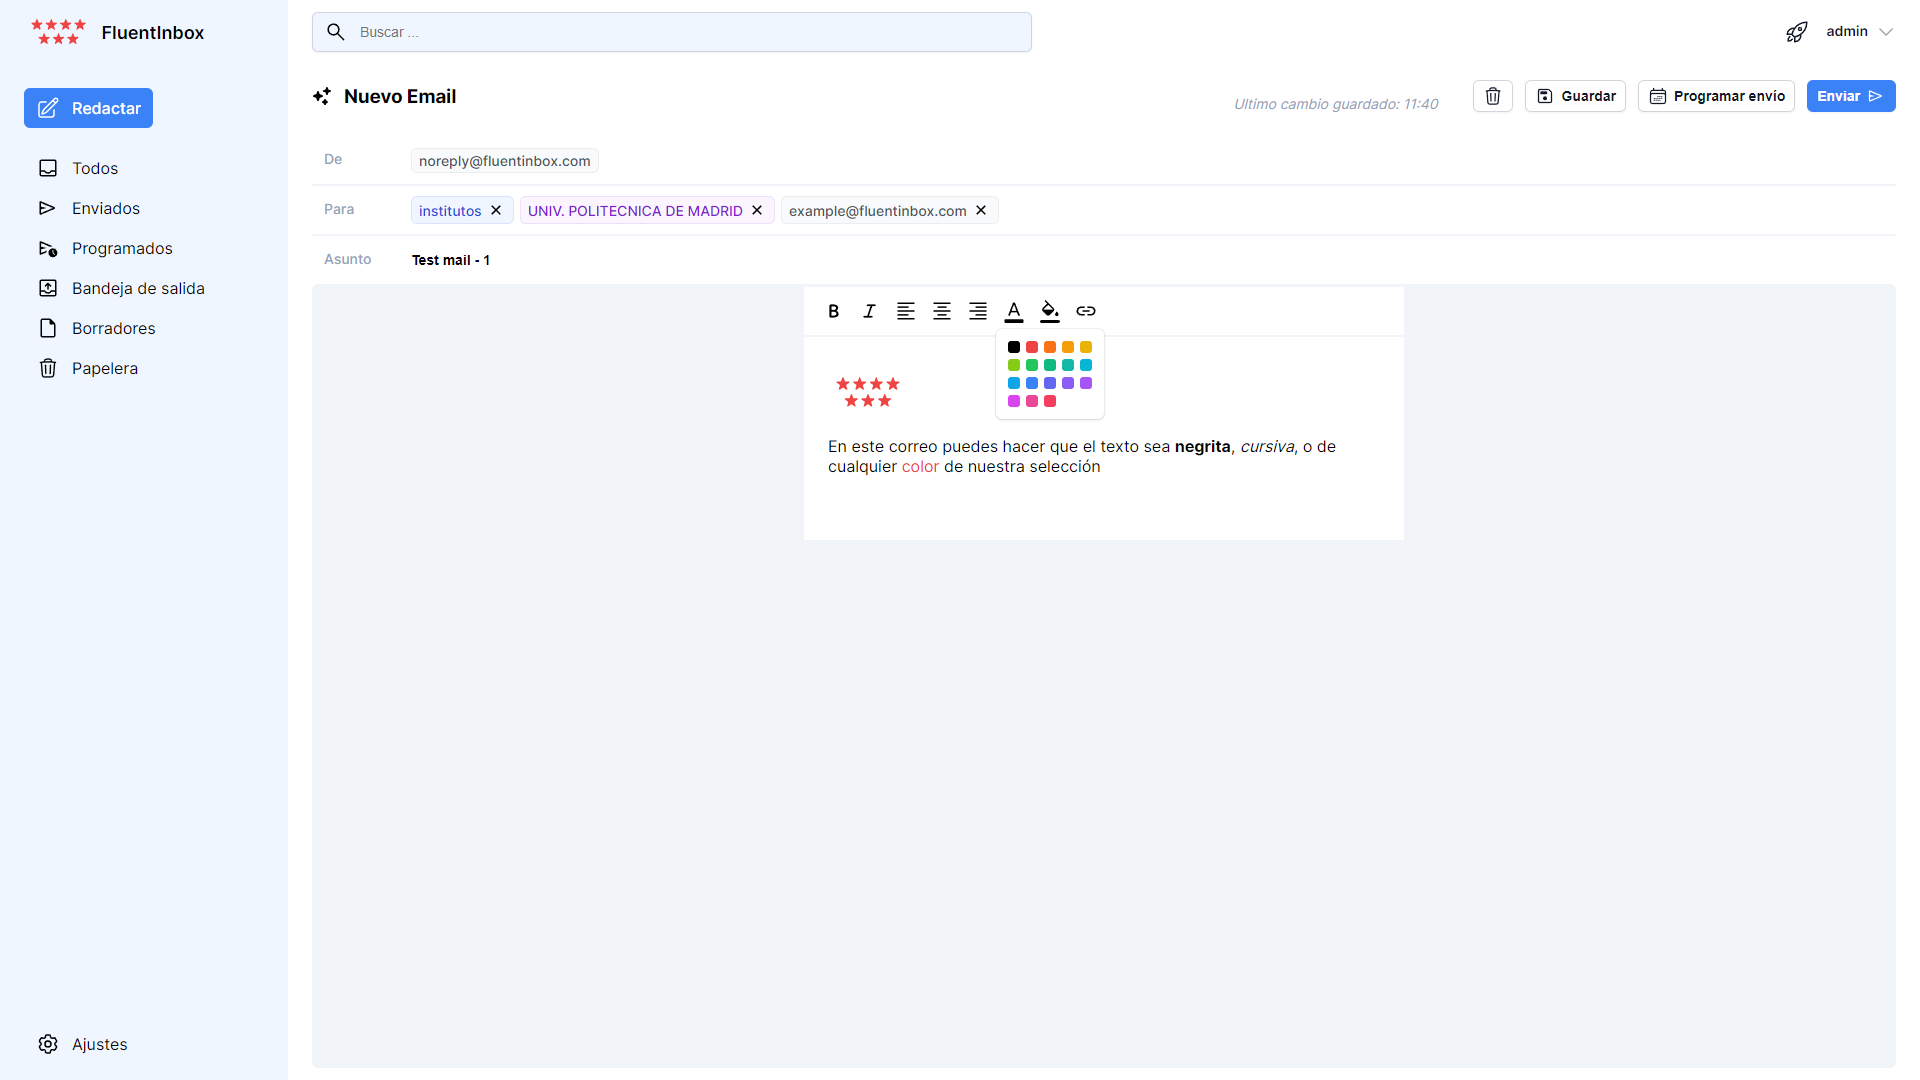 FluentInbox
Buscar ...
admin
Redactar
Todos
Enviados
Programados
Bandeja de salida
Borradores
Papelera
Ajustes
Nuevo Email
Ultimo cambio guardado: 11:40
Guardar
Programar envío
Enviar
De
noreply@fluentinbox.com
Para
institutos
UNIV. POLITECNICA DE MADRID
example@fluentinbox.com
Asunto
Test mail - 1
B I A
En este correo puedes hacer que el texto sea negrita, cursiva, o de
cualquier color de nuestra selección